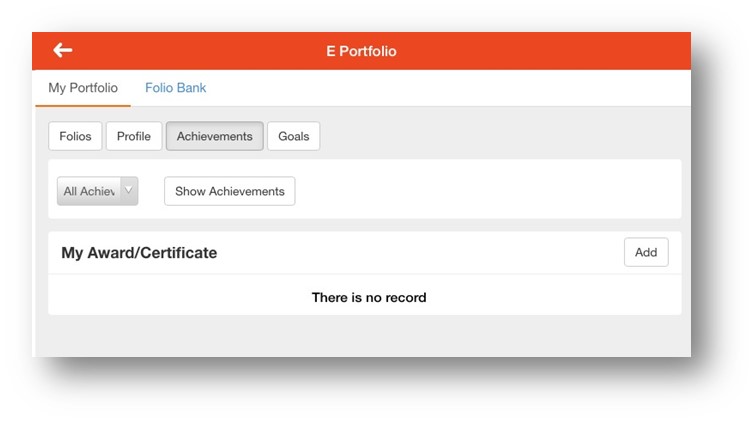 E Portfolio
My Portfolio Folio Bank
Folios Profile Achievements Goals
All Achiev Show Achievements
My Award/Certificate Add
There is no record